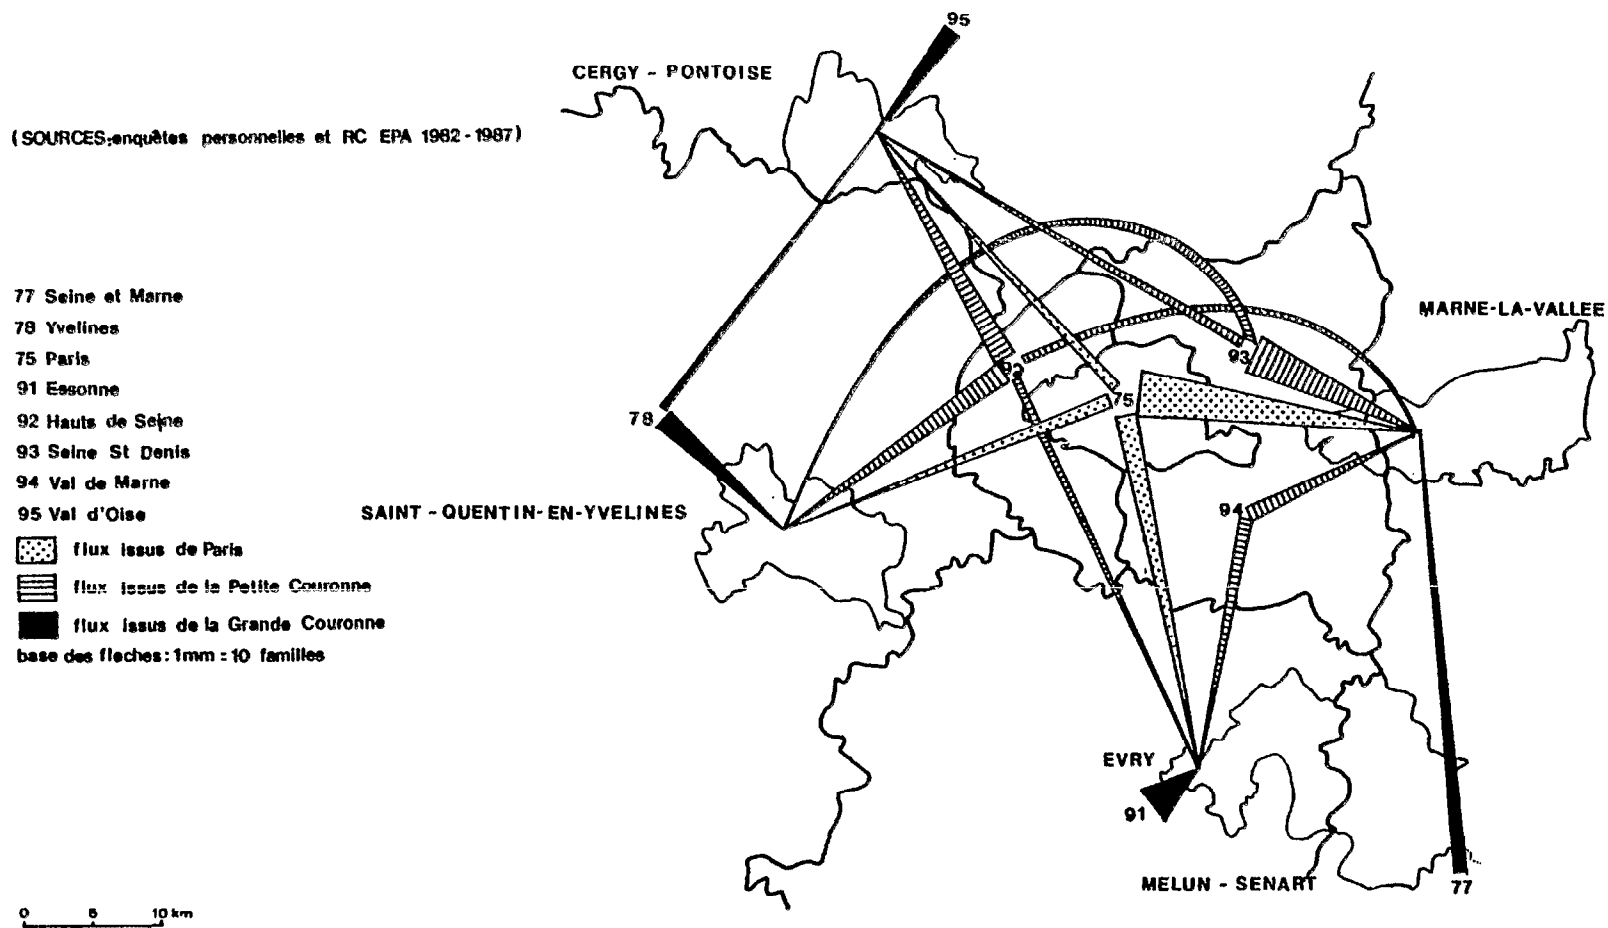 95
CERGY - PONTOISE
(SOURCES:enquêtes personnelles et RC EPA 1982-1987)
77 Seine et Marne
78 Yvelines
75 Paris
91 Essonne
92 Hauts de Seine
93 Seine St Denis
94 Val de Marne
95 Val d'Oise
flux issus de Paris
flux issus de la Petite Couronne
flux issus de la Grande Couronne
base des fleches: 1mm = 10 familles
MARNE-LA-VALLEE
93
92
75
78
SAINT - QUENTIN-EN-YVELINES
94
EVRY
91
MELUN - SENART
77
0 5 10 km